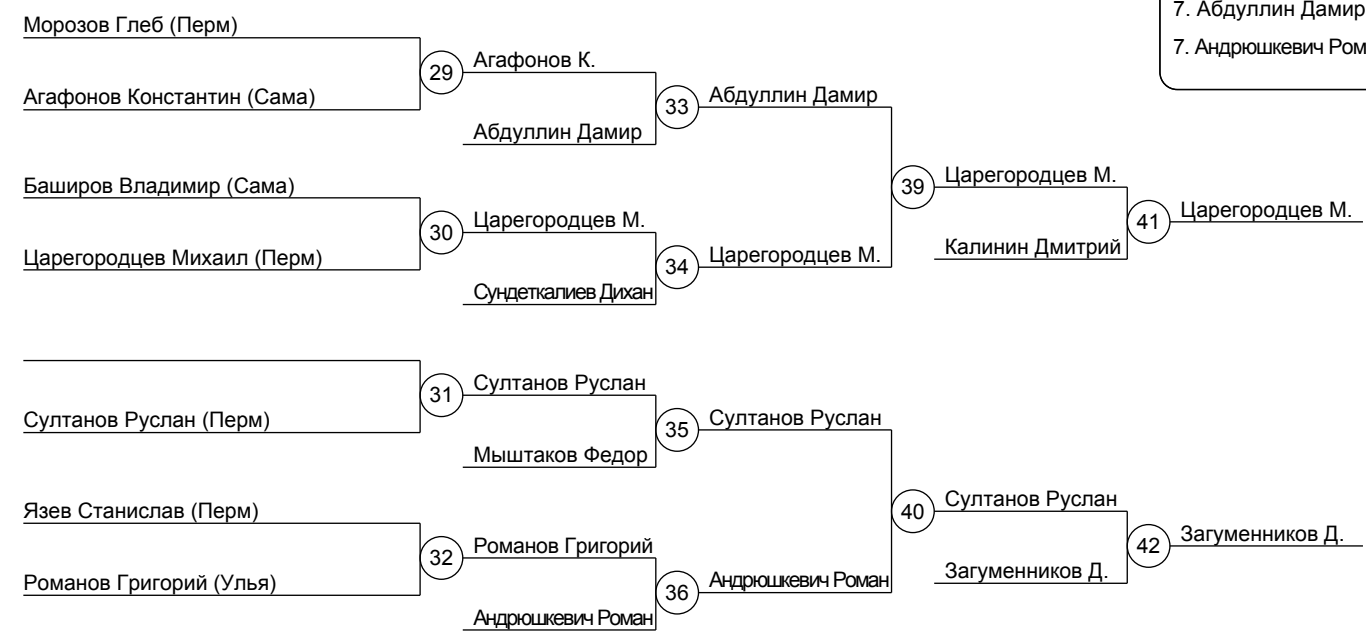 7. Абдуллин Дамир
7. Андрюшкевич Ром
Морозов Глеб (Перм)
29
Агафонов К.
Агафонов Константин (Сама)
33
Абдуллин Дамир
Абдуллин Дамир
Баширов Владимир (Сама)
39
Царегородцев М.
30
Царегородцев М.
41
Царегородцев М.
Царегородцев Михаил (Перм)
34
Царегородцев М.
Калинин Дмитрий
Сундеткалиев Дихан
31
Султанов Руслан
Султанов Руслан (Перм)
35
Султанов Руслан
Мыштаков Федор
Язев Станислав (Перм)
40
Султанов Руслан
32
Романов Григорий
42
Загуменников Д.
Романов Григорий (Улья)
36
Андрюшкевич Роман
Загуменников Д.
Андрюшкевич Роман